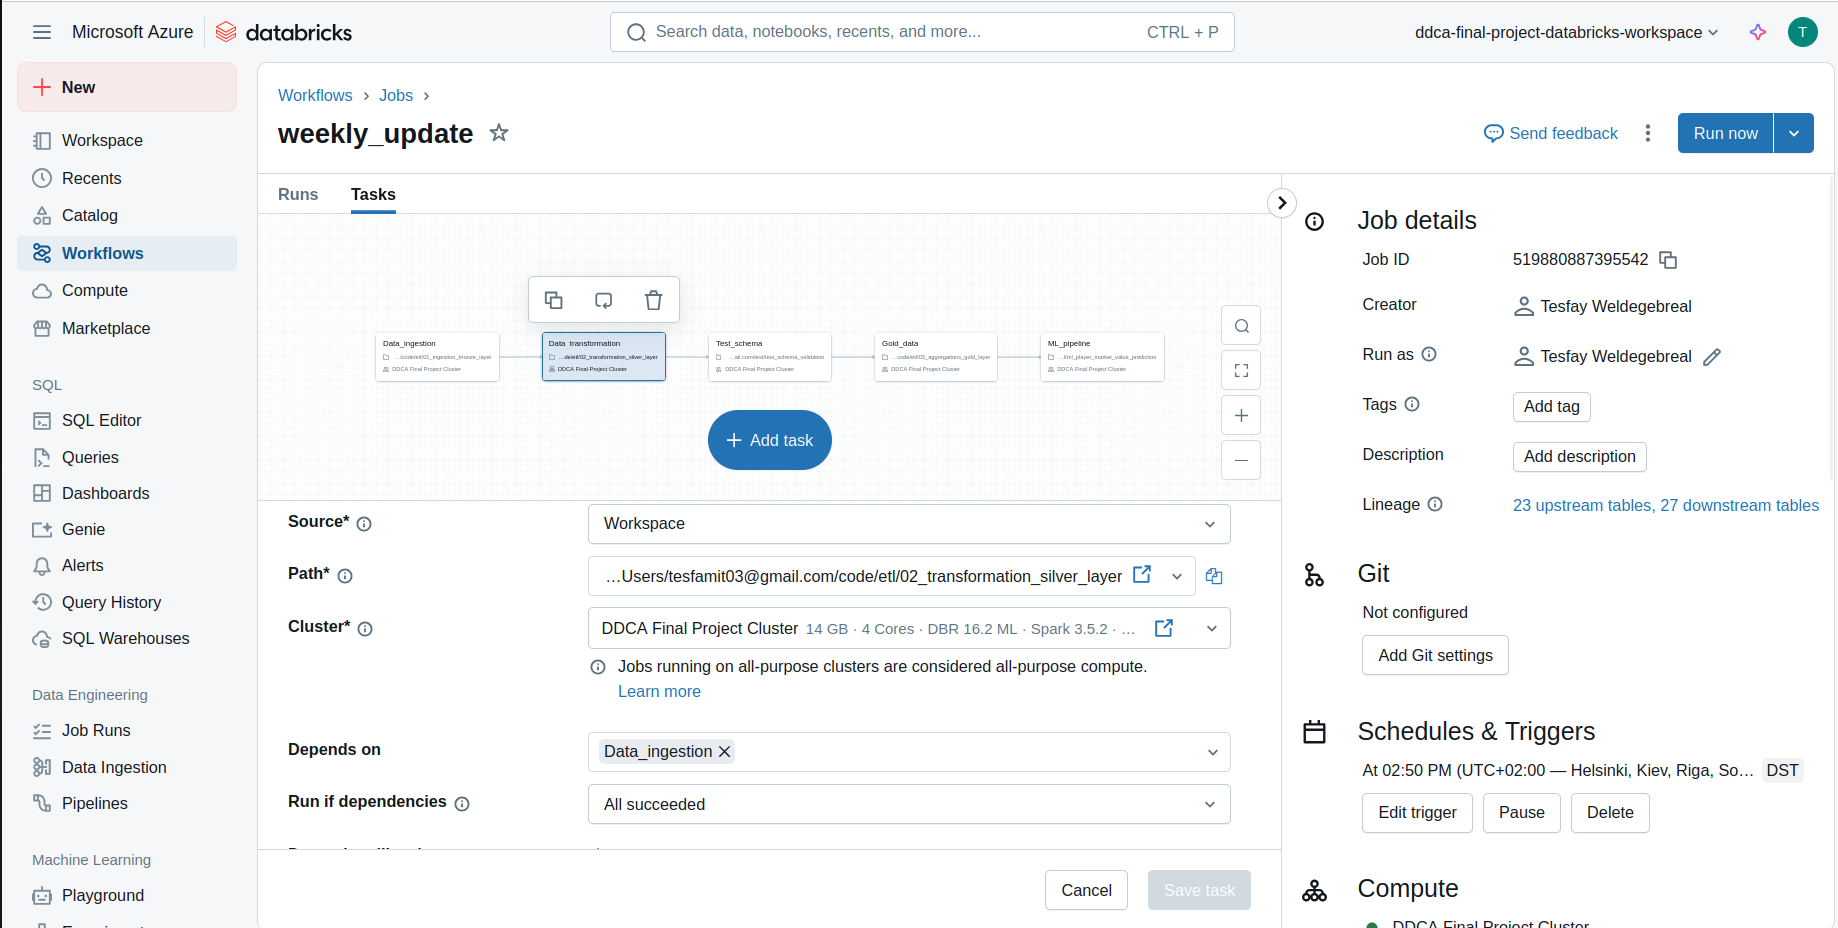 Microsoft Azure
databricks
Search data, notebooks, recents, and more...
CTRL + P
ddca-final-project-databricks-workspace
T
New
Workspace
Recents
Catalog
Workflows
Compute
Marketplace
SQL
SQL Editor
Queries
Dashboards
Genie
Alerts
Query History
SQL Warehouses
Data Engineering
Job Runs
Data Ingestion
Pipelines
Machine Learning
Playground
Workflows > Jobs >
weekly_update
Send feedback
Run now
Runs
Tasks
Data_ingestion
.../code/etl/01_ingestion_bronze_layer
DDCA Final Project Cluster
Data_transformation
...de/etl/02_transformation_silver_layer
DDCA Final Project Cluster
Test_schema
...ail.com/test/test_schema_validation
DDCA Final Project Cluster
Gold_data
...code/etl/03_aggregations_gold_layer
DDCA Final Project Cluster
ML_pipeline
...l/ml_player_market_value_prediction
DDCA Final Project Cluster
+ Add task
Source*
Workspace
Path*
...Users/tesfamit03@gmail.com/code/etl/02_transformation_silver_layer
Cluster*
DDCA Final Project Cluster 14 GB · 4 Cores · DBR 16.2 ML · Spark 3.5.2 · ...
Jobs running on all-purpose clusters are considered all-purpose compute.
Learn more
Depends on
Data_ingestion
Run if dependencies
All succeeded
Cancel
Save task
Job details
Job ID
519880887395542
Creator
Tesfay Weldegebreal
Run as
Tesfay Weldegebreal
Tags
Add tag
Description
Add description
Lineage
23 upstream tables, 27 downstream tables
Git
Not configured
Add Git settings
Schedules & Triggers
At 02:50 PM (UTC+02:00 — Helsinki, Kiev, Riga, So... DST
Edit trigger
Pause
Delete
Compute
DDCA Final Project Cluster